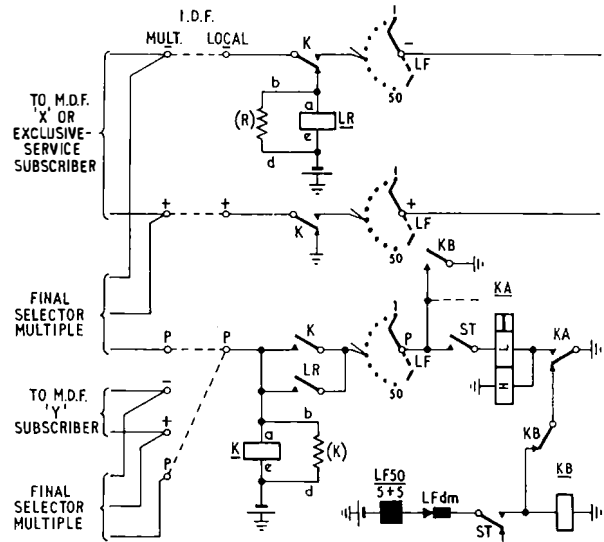 I.D.F.
MULT. LOCAL
− − K 1 −
LF
50
b
(R) a LR
e
d
TO M.D.F.
'X' OR
EXCLUSIVE-
SERVICE
SUBSCRIBER
+ + K 1 +
LF
50
KB
KA
FINAL
SELECTOR
MULTIPLE
P P K 1 P
LF
50
LR
ST L H KA
TO M.D.F.
'Y'
SUBSCRIBER
−
+
P
FINAL
SELECTOR
MULTIPLE
b
K a (K)
e
d
KB
LF50
5+5
LFdm
ST
KB